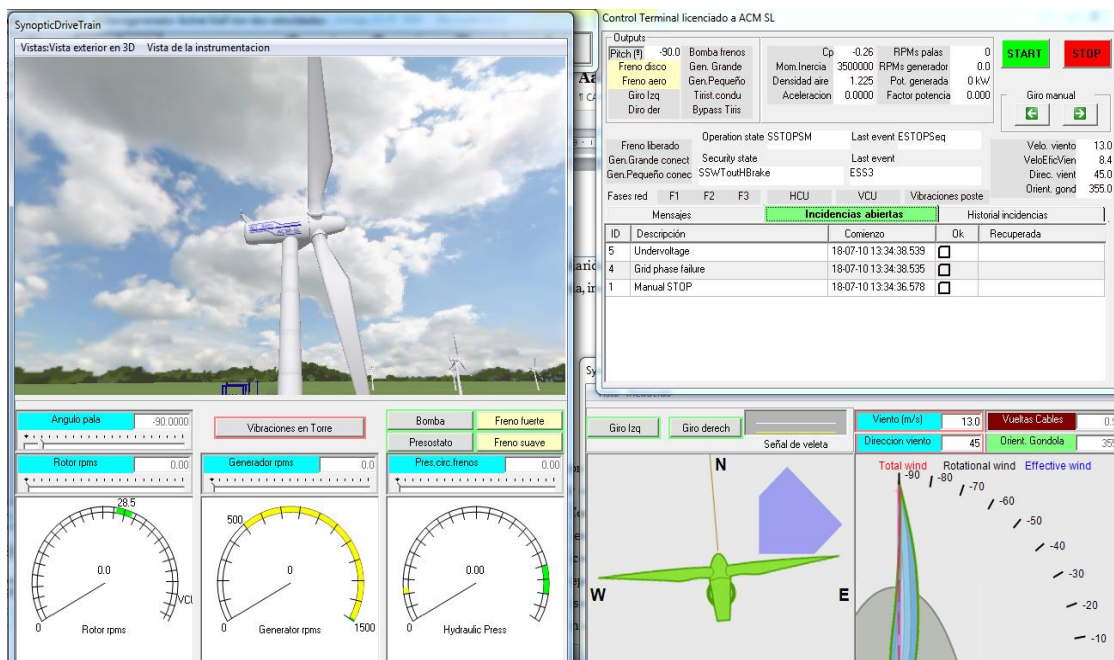 SynopticDriveTrain
Vistas:Vista exterior en 3D Vista de la instrumentacion
ACM-SL
Angulo pala -90.0000
Vibraciones en Torre
Bomba Freno fuerte
Presostato Freno suave
Rotor rpms 0.00
Generador rpms 0.0
Pres.circ.frenos 0.00
28.5
0.0
VCU
0
Rotor rpms
500
0
0 1500
Generator rpms
0.00
0
Hydraulic Press
Control Terminal licenciado a ACM SL
Outputs
Pitch (º) -90.0 Bomba frenos Cp -0.26 RPMs palas 0
Freno disco Gen. Grande Mom.Inercia 3500000 RPMs generador 0.0
Freno aero Gen.Pequeño Densidad aire 1.225 Pot. generada 0 kW
Giro Izq Tirist.condu Aceleracion 0.0000 Factor potencia 0.000
Diro der Bypass Tiris
START STOP
Giro manual
Freno liberado Operation state SSTOPSM Last event ESTOPSeq
Gen.Grande conect Security state Last event
Gen.Pequeño conec SSWToutHBrake ESS3
Velo. viento 13.0
VeloEficVien 8.4
Direc. vient 45.0
Orient. gond 355.0
Fases red F1 F2 F3 HCU VCU Vibraciones poste
Mensajes Incidencias abiertas Historial incidencias
ID Descripción Comienzo Ok Recuperada
5 Undervoltage 18-07-10 13:34:38.539
4 Grid phase failure 18-07-10 13:34:38.535
1 Manual STOP 18-07-10 13:34:36.578
Giro Izq Giro derech
Señal de veleta
Viento (m/s) 13.0 Vueltas Cables
Direccion viento 45 Orient. Gondola
N
W E
Total wind Rotational wind Effective wind
-90 -80 -70
-60
-50
-40
-30
-20
-10